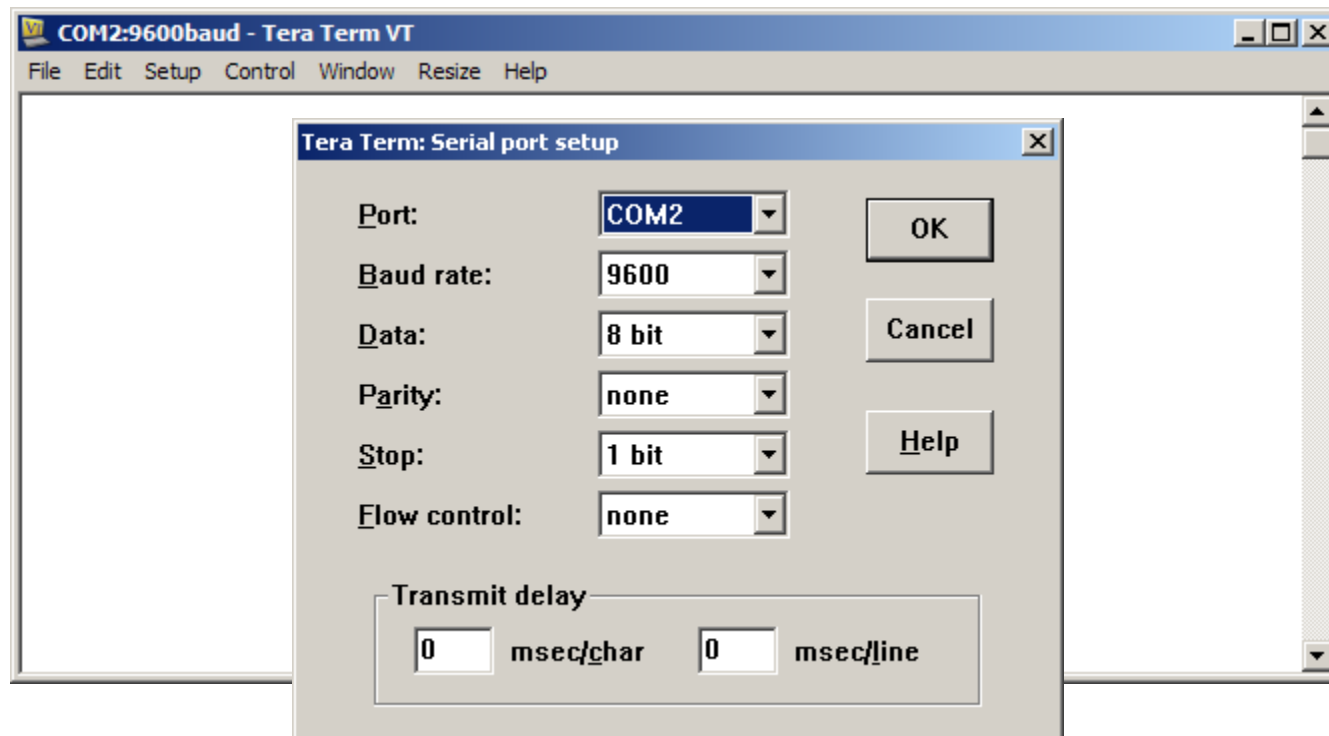 COM2:9600baud - Tera Term VT
File Edit Setup Control Window Resize Help
Tera Term: Serial port setup
Port: COM2 OK
Baud rate: 9600
Data: 8 bit Cancel
Parity: none
Stop: 1 bit Help
Flow control: none
Transmit delay
0 msec/char 0 msec/line